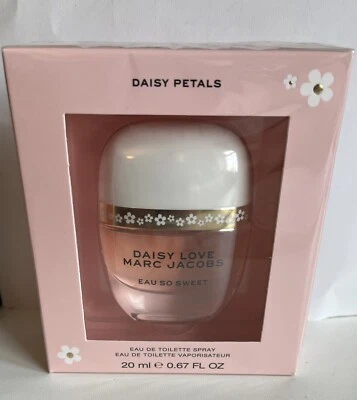 DAISY PETALS
DAISY LOVE
MARC JACOBS
EAU SO SWEET
EAU DE TOILETTE SPRAY
EAU DE TOILETTE VAPORISATEUR
20 ml e 0.67 FL OZ